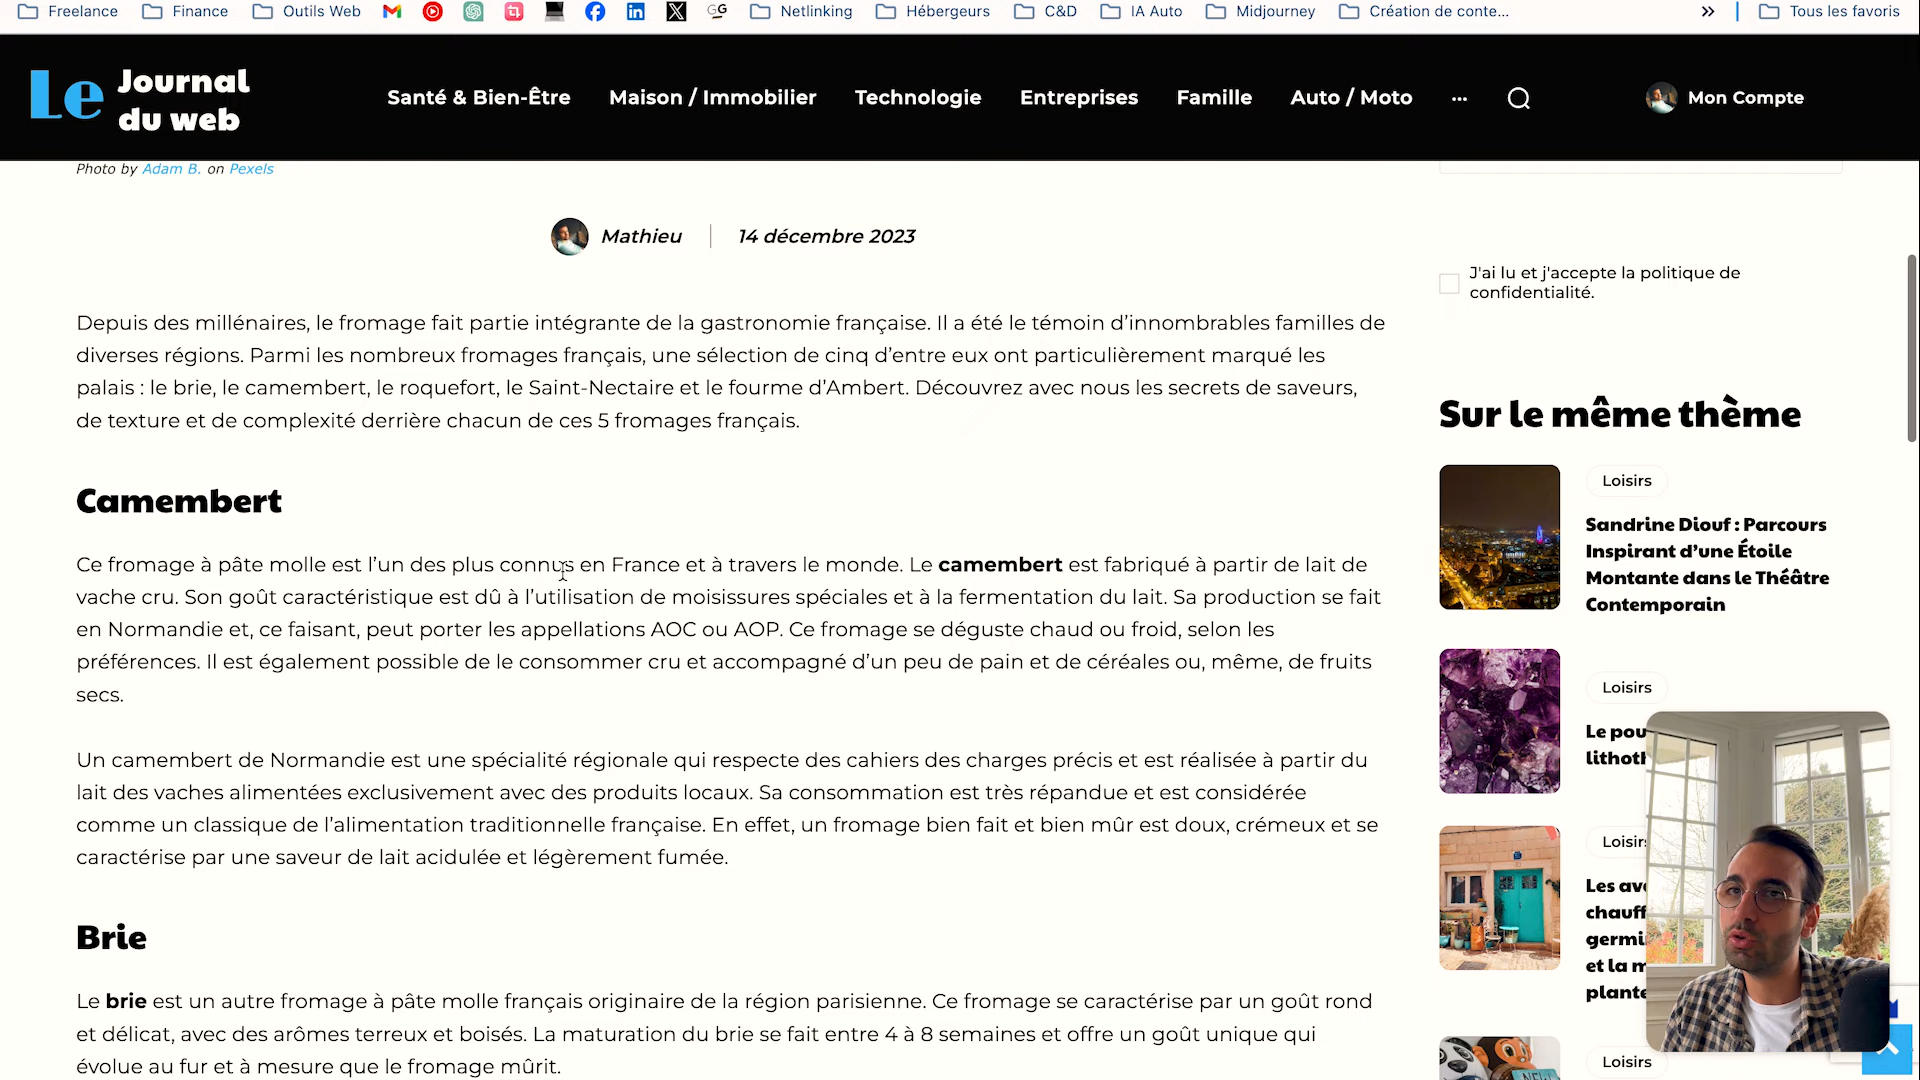 Freelance Finance Outils Web Netlinking Hébergeurs C&D IA Auto Midjourney Création de conte... Tous les favoris
Le Journal
du web
Santé & Bien-Être Maison / Immobilier Technologie Entreprises Famille Auto / Moto ... Mon Compte
Photo by Adam B. on Pexels
Mathieu 14 décembre 2023
Depuis des millénaires, le fromage fait partie intégrante de la gastronomie française. Il a été le témoin d'innombrables familles de
diverses régions. Parmi les nombreux fromages français, une sélection de cinq d'entre eux ont particulièrement marqué les
palais : le brie, le camembert, le roquefort, le Saint-Nectaire et le fourme d'Ambert. Découvrez avec nous les secrets de saveurs,
de texture et de complexité derrière chacun de ces 5 fromages français.
Camembert
Ce fromage à pâte molle est l'un des plus connus en France et à travers le monde. Le camembert est fabriqué à partir de lait de
vache cru. Son goût caractéristique est dû à l'utilisation de moisissures spéciales et à la fermentation du lait. Sa production se fait
en Normandie et, ce faisant, peut porter les appellations AOC ou AOP. Ce fromage se déguste chaud ou froid, selon les
préférences. Il est également possible de le consommer cru et accompagné d'un peu de pain et de céréales ou, même, de fruits
secs.
Un camembert de Normandie est une spécialité régionale qui respecte des cahiers des charges précis et est réalisée à partir du
lait des vaches alimentées exclusivement avec des produits locaux. Sa consommation est très répandue et est considérée
comme un classique de l'alimentation traditionnelle française. En effet, un fromage bien fait et bien mûr est doux, crémeux et se
caractérise par une saveur de lait acidulée et légèrement fumée.
Brie
Le brie est un autre fromage à pâte molle français originaire de la région parisienne. Ce fromage se caractérise par un goût rond
et délicat, avec des arômes terreux et boisés. La maturation du brie se fait entre 4 à 8 semaines et offre un goût unique qui
évolue au fur et à mesure que le fromage mûrit.
J'ai lu et j'accepte la politique de
confidentialité.
Sur le même thème
Loisirs
Sandrine Diouf : Parcours
Inspirant d'une Étoile
Montante dans le Théâtre
Contemporain
Loisirs
Le pou
lithoth
Loisirs
Les ava
chauff
germi
et la m
plante
Loisirs